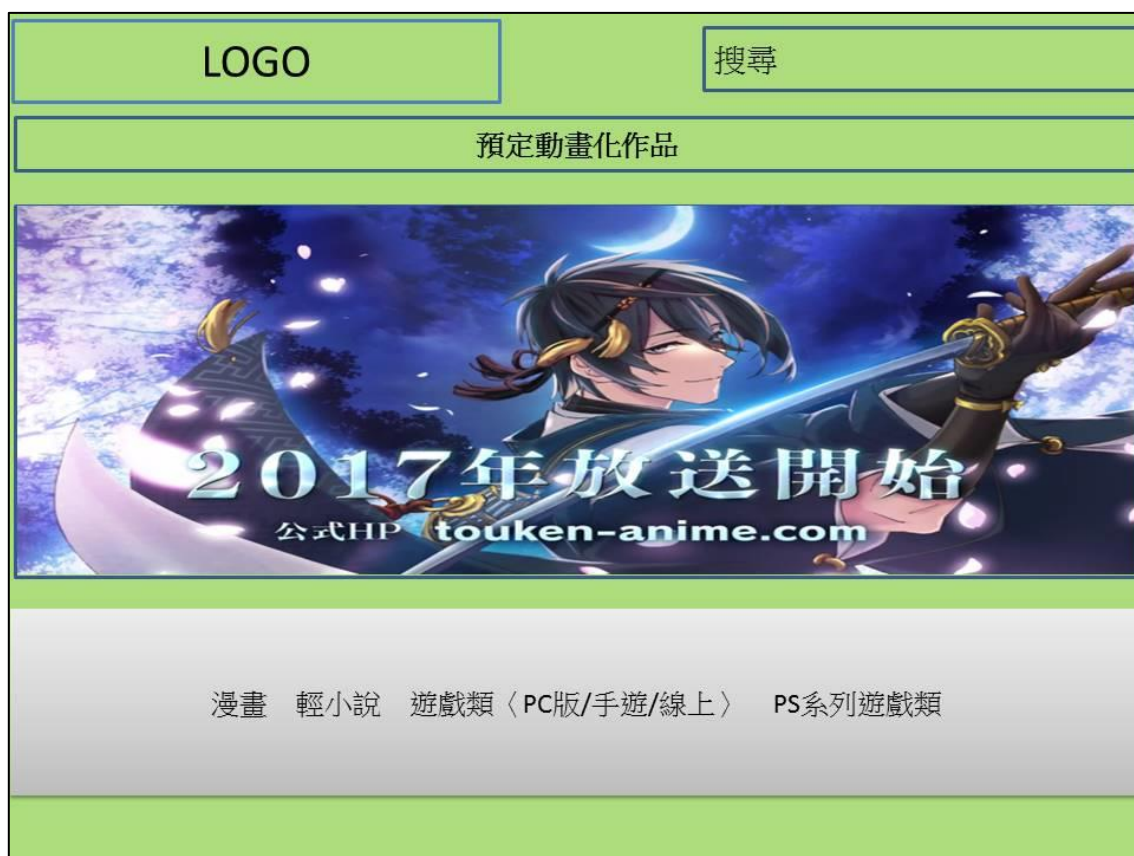 LOGO
搜尋
預定動畫化作品
2017年放送開始
公式HP touken-anime.com
漫畫 輕小說 遊戲類〈PC版/手遊/線上〉 PS系列遊戲類